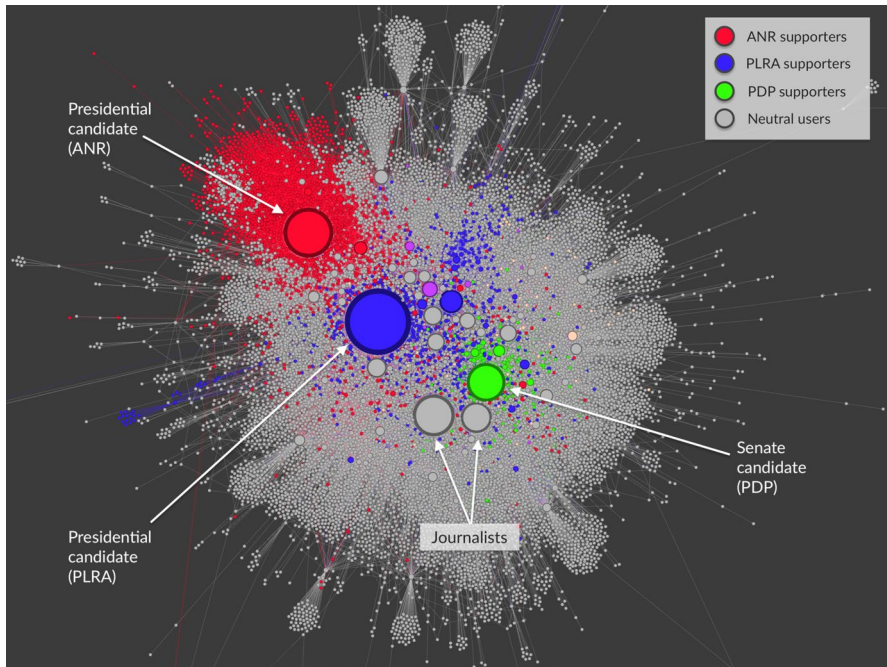 ANR supporters
PLRA supporters
PDP supporters
Neutral users
Presidential
candidate
(ANR)
Senate
candidate
(PDP)
Presidential
candidate
(PLRA)
Journalists